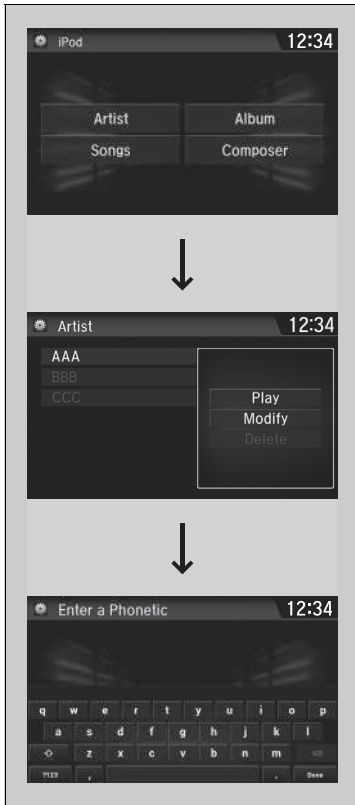 iPod 12:34
Artist Album
Songs Composer
Artist 12:34
AAA
BBB
CCC
Play
Modify
Delete
Enter a Phonetic 12:34
q w e r t y u i o p
a s d f g h j k l
z x c v b n m
?123 , . Done